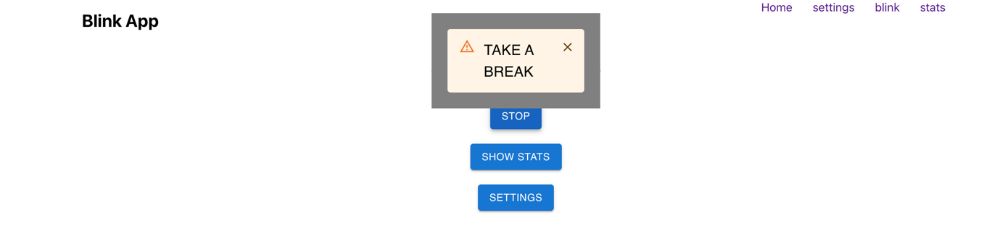 Blink App
Home settings blink stats
TAKE A
BREAK
STOP
SHOW STATS
SETTINGS